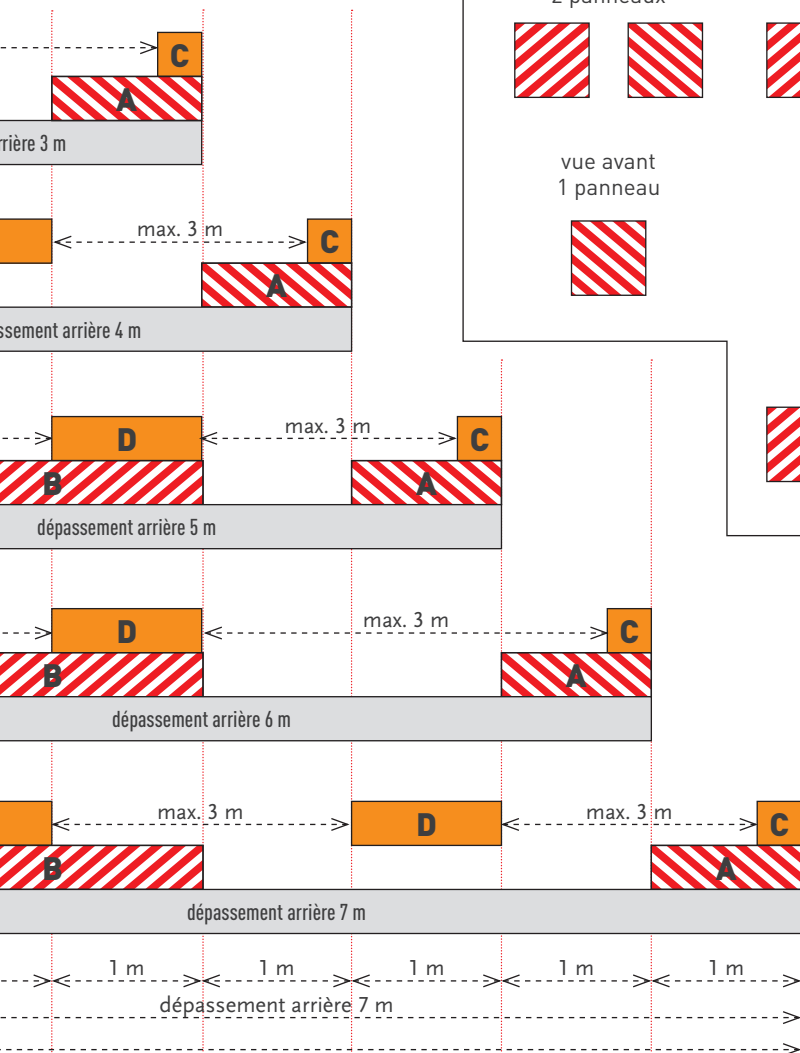 2 panneaux
C
A
rrière 3 m
vue avant
1 panneau
max. 3 m
C
A
ssement arrière 4 m
D
max. 3 m
C
B
A
dépassement arrière 5 m
D
max. 3 m
C
B
A
dépassement arrière 6 m
max. 3 m
D
max. 3 m
C
B
A
dépassement arrière 7 m
1 m
1 m
1 m
1 m
1 m
dépassement arrière 7 m